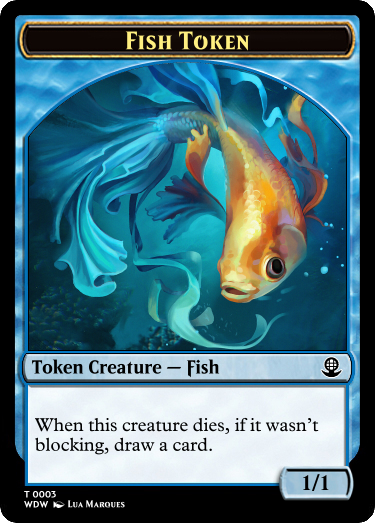 Fish Token
Token Creature — Fish
When this creature dies, if it wasn't
blocking, draw a card.
1/1
T 0003
WDW Lua Marques